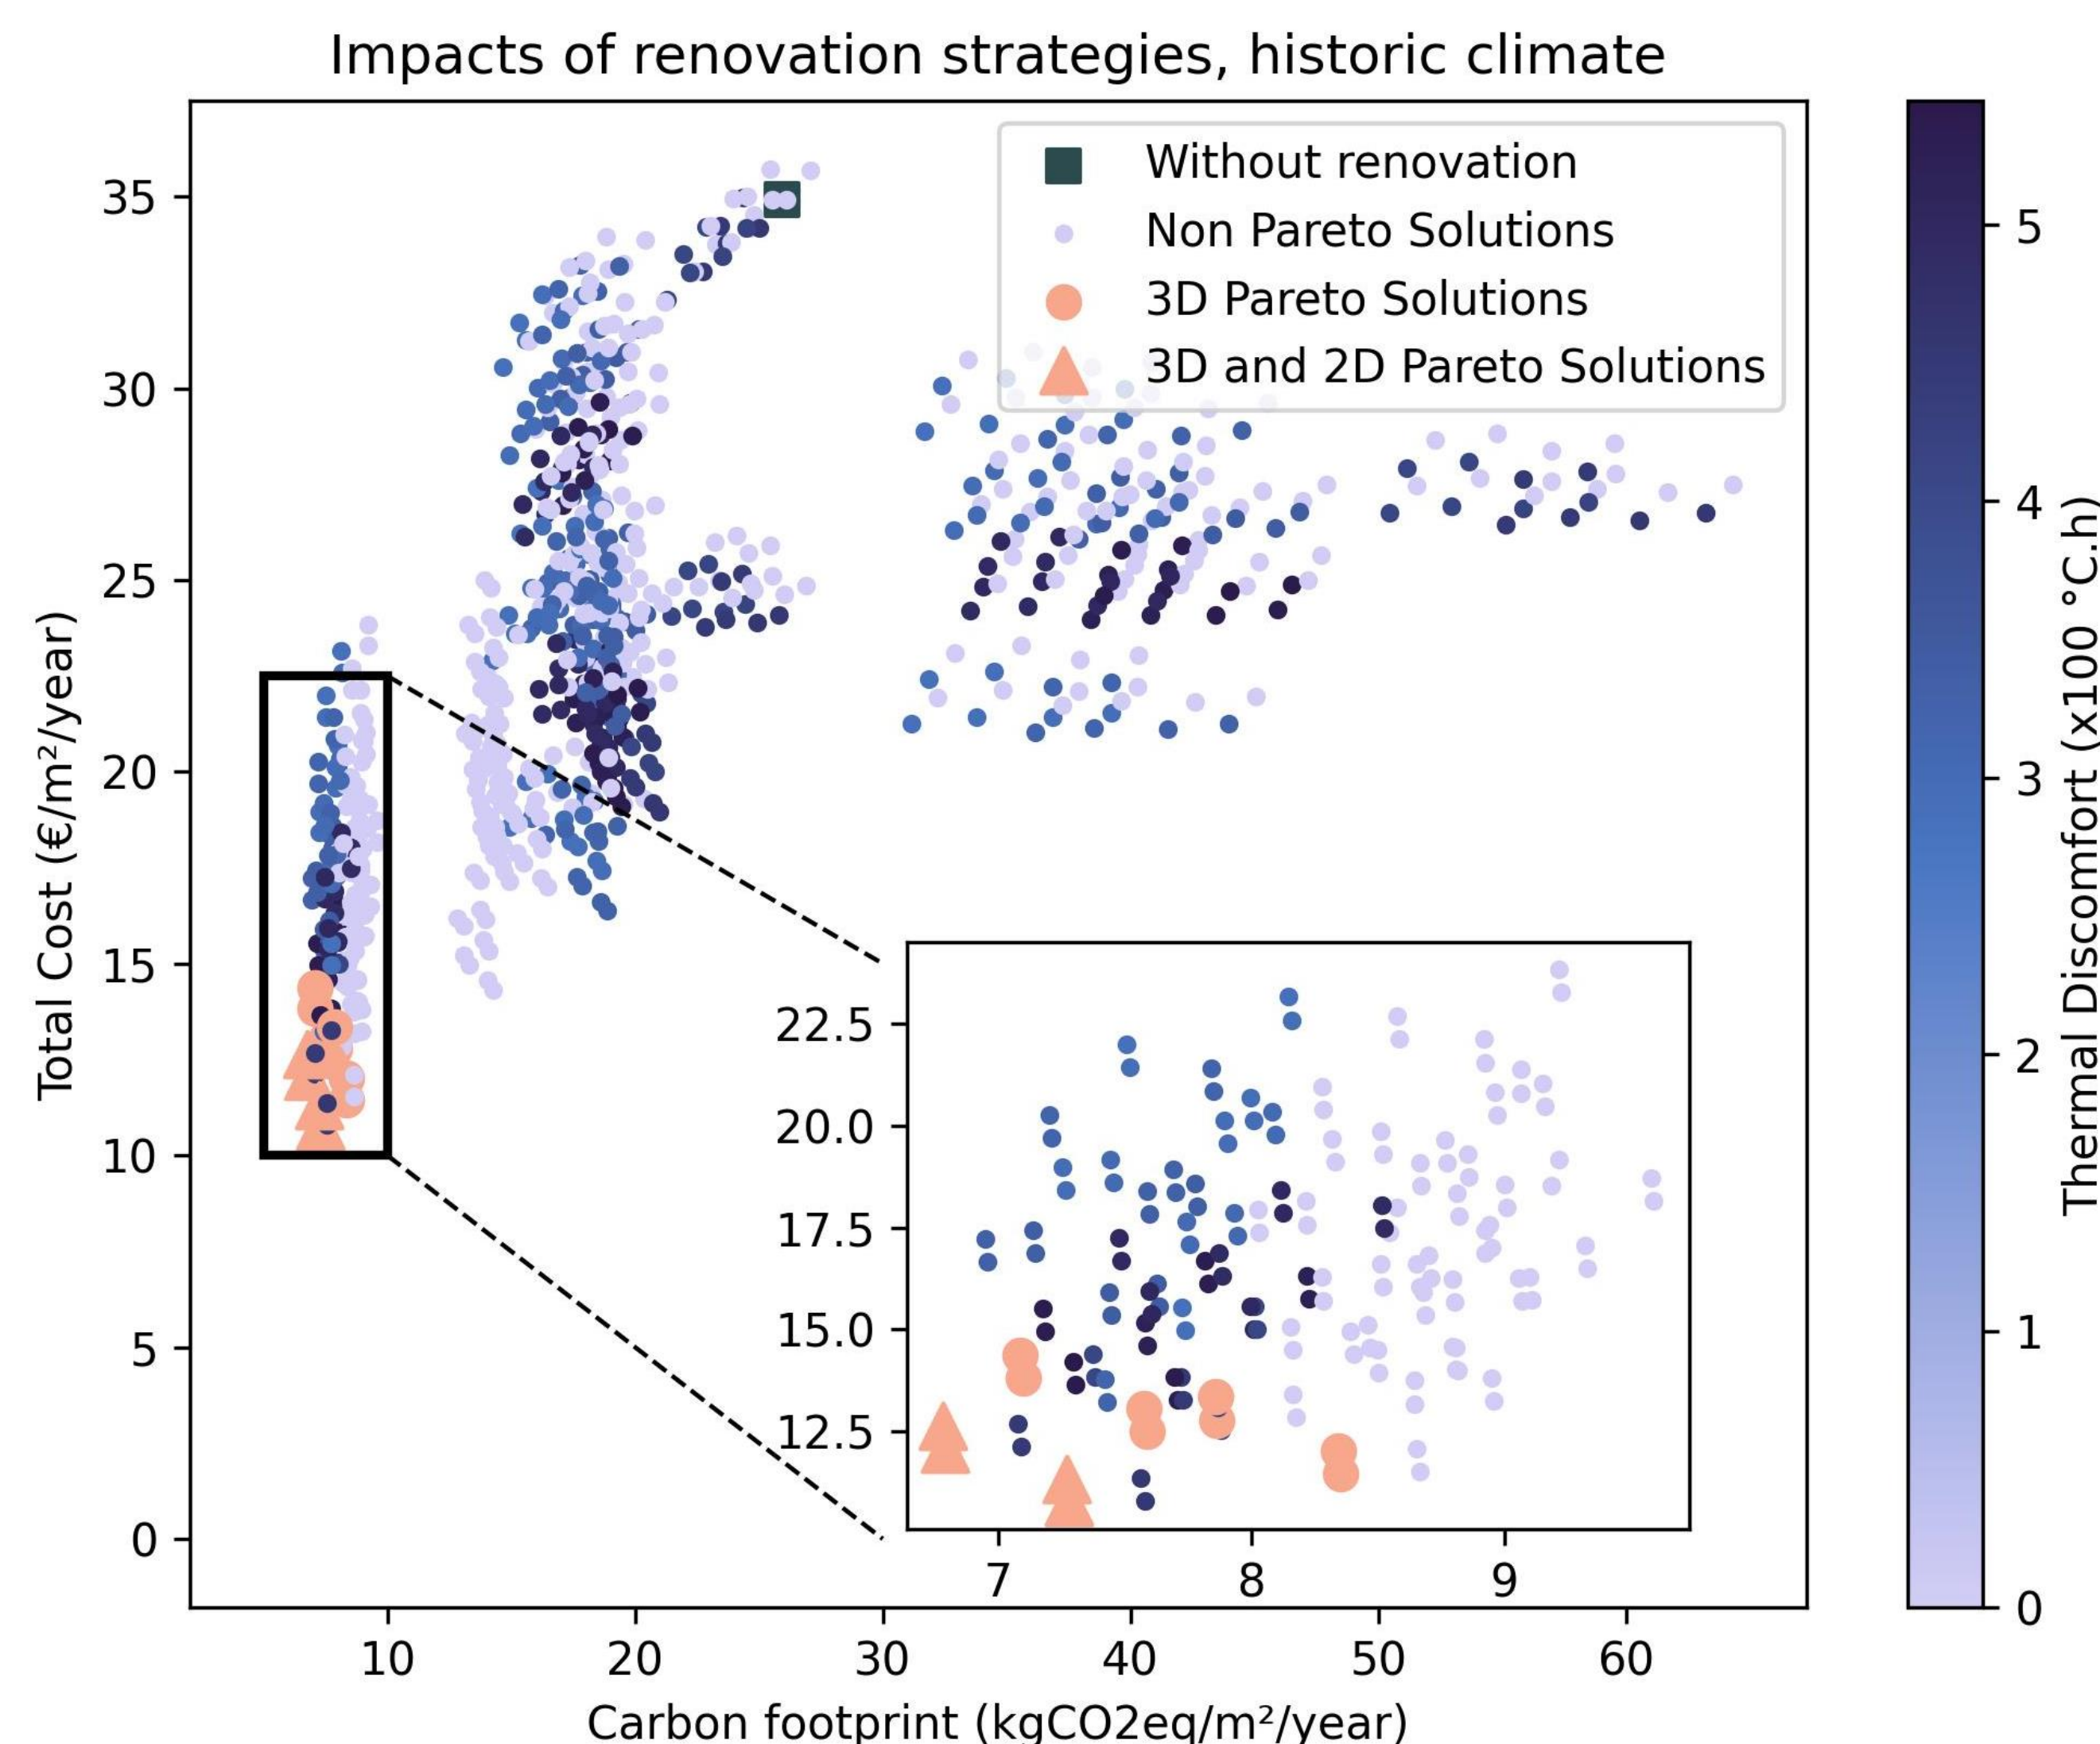 Impacts of renovation strategies, historic climate
Without renovation
Non Pareto Solutions
3D Pareto Solutions
3D and 2D Pareto Solutions
Total Cost (€/m²/year)
35
30
25
20
15
10
5
0
22.5
20.0
17.5
15.0
12.5
7 8 9
10 20 30 40 50 60
Carbon footprint (kgCO2eq/m²/year)
5
4
3
2
1
0
Thermal Discomfort (x100 °C.h)